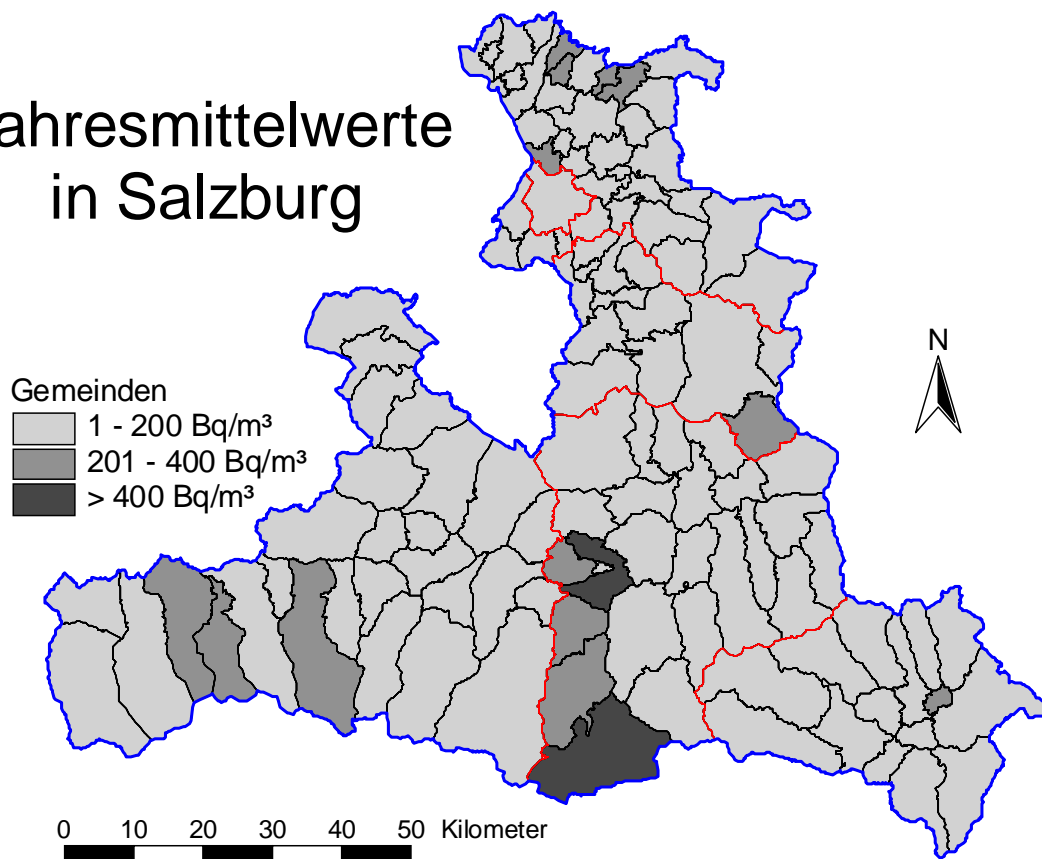 ahresmittelwerte
in Salzburg
N
Gemeinden
1 - 200 Bq/m³
201 - 400 Bq/m³
> 400 Bq/m³
0 10 20 30 40 50 Kilometer